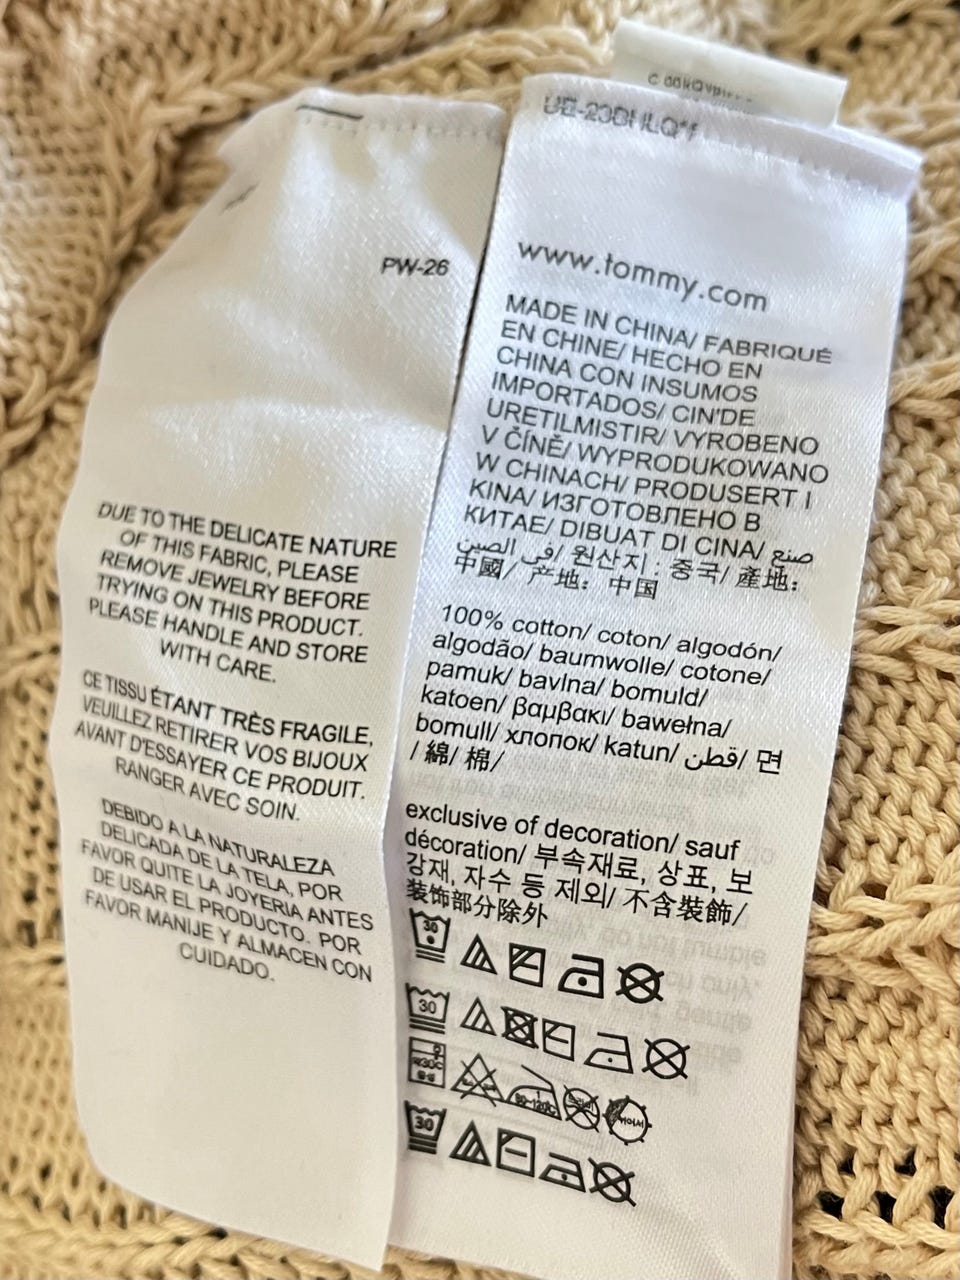 PW-26
DUE TO THE DELICATE NATURE
OF THIS FABRIC, PLEASE
REMOVE JEWELRY BEFORE
TRYING ON THIS PRODUCT.
PLEASE HANDLE AND STORE
WITH CARE.
CE TISSU ÉTANT TRÈS FRAGILE,
VEUILLEZ RETIRER VOS BIJOUX
AVANT D'ESSAYER CE PRODUIT.
RANGER AVEC SOIN.
DEBIDO A LA NATURALEZA
DELICADA DE LA TELA, POR
FAVOR QUITE LA JOYERIA ANTES
DE USAR EL PRODUCTO. POR
FAVOR MANIJE Y ALMACEN CON
CUIDADO.
www.tommy.com
MADE IN CHINA/ FABRIQUÉ
EN CHINE/ HECHO EN
CHINA CON INSUMOS
IMPORTADOS/ CIN'DE
URETILMISTIR/ VYROBENO
V ČÍNĚ/ WYPRODUKOWANO
W CHINACH/ PRODUSERT I
KINA/ ИЗГОТОВЛЕНО В
КИТАЕ/ DIBUAT DI CINA/ صنع
في الصين/ 원산지 : 중국/ 產地:
中國/ 产地: 中国
100% cotton/ coton/ algodón/
algodão/ baumwolle/ cotone/
pamuk/ bavlna/ bomuld/
katoen/ βαμβακι/ bawełna/
bomull/ хлопок/ katun/ قطن/ 면
/ 綿/ 棉/
exclusive of decoration/ sauf
décoration/ 부속재료, 상표, 보
강재, 자수 등 제외/ 不含裝飾/
装饰部分除外
30
30
30